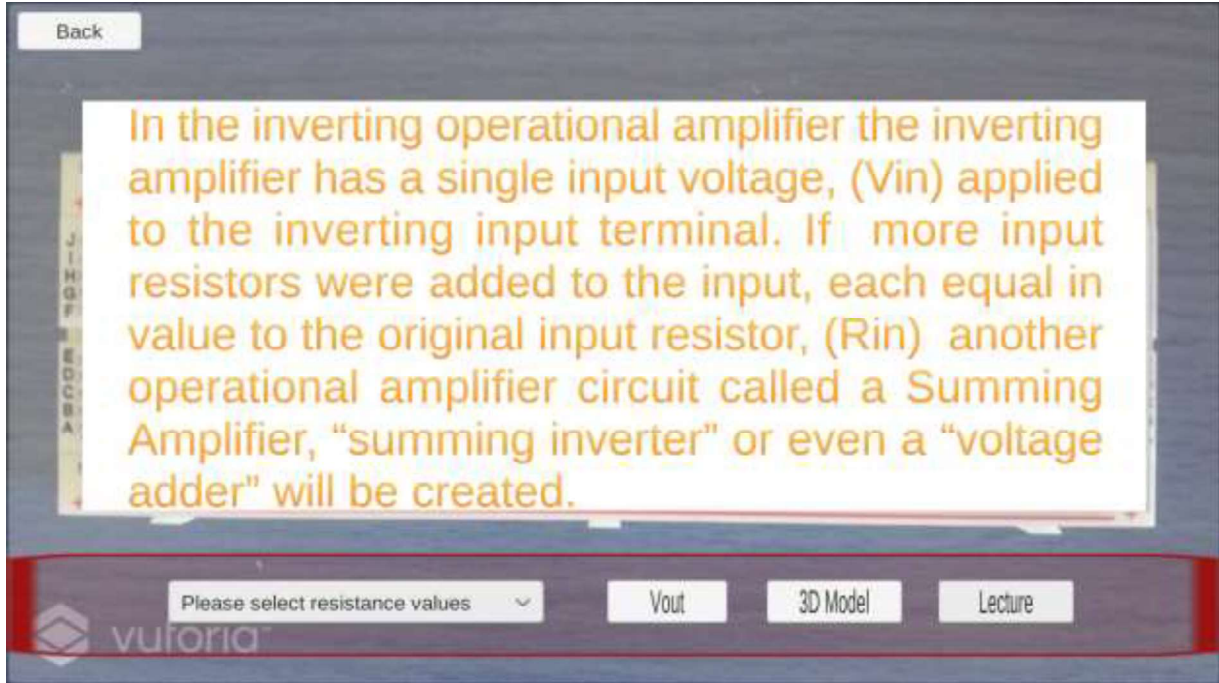 Back
In the inverting operational amplifier the inverting
amplifier has a single input voltage, (Vin) applied
to the inverting input terminal. If more input
resistors were added to the input, each equal in
value to the original input resistor, (Rin) another
operational amplifier circuit called a Summing
Amplifier, “summing inverter” or even a “voltage
adder” will be created.
J
I
H
G
F
E
D
C
B
A
Please select resistance values
Vout
3D Model
Lecture
vuforia™